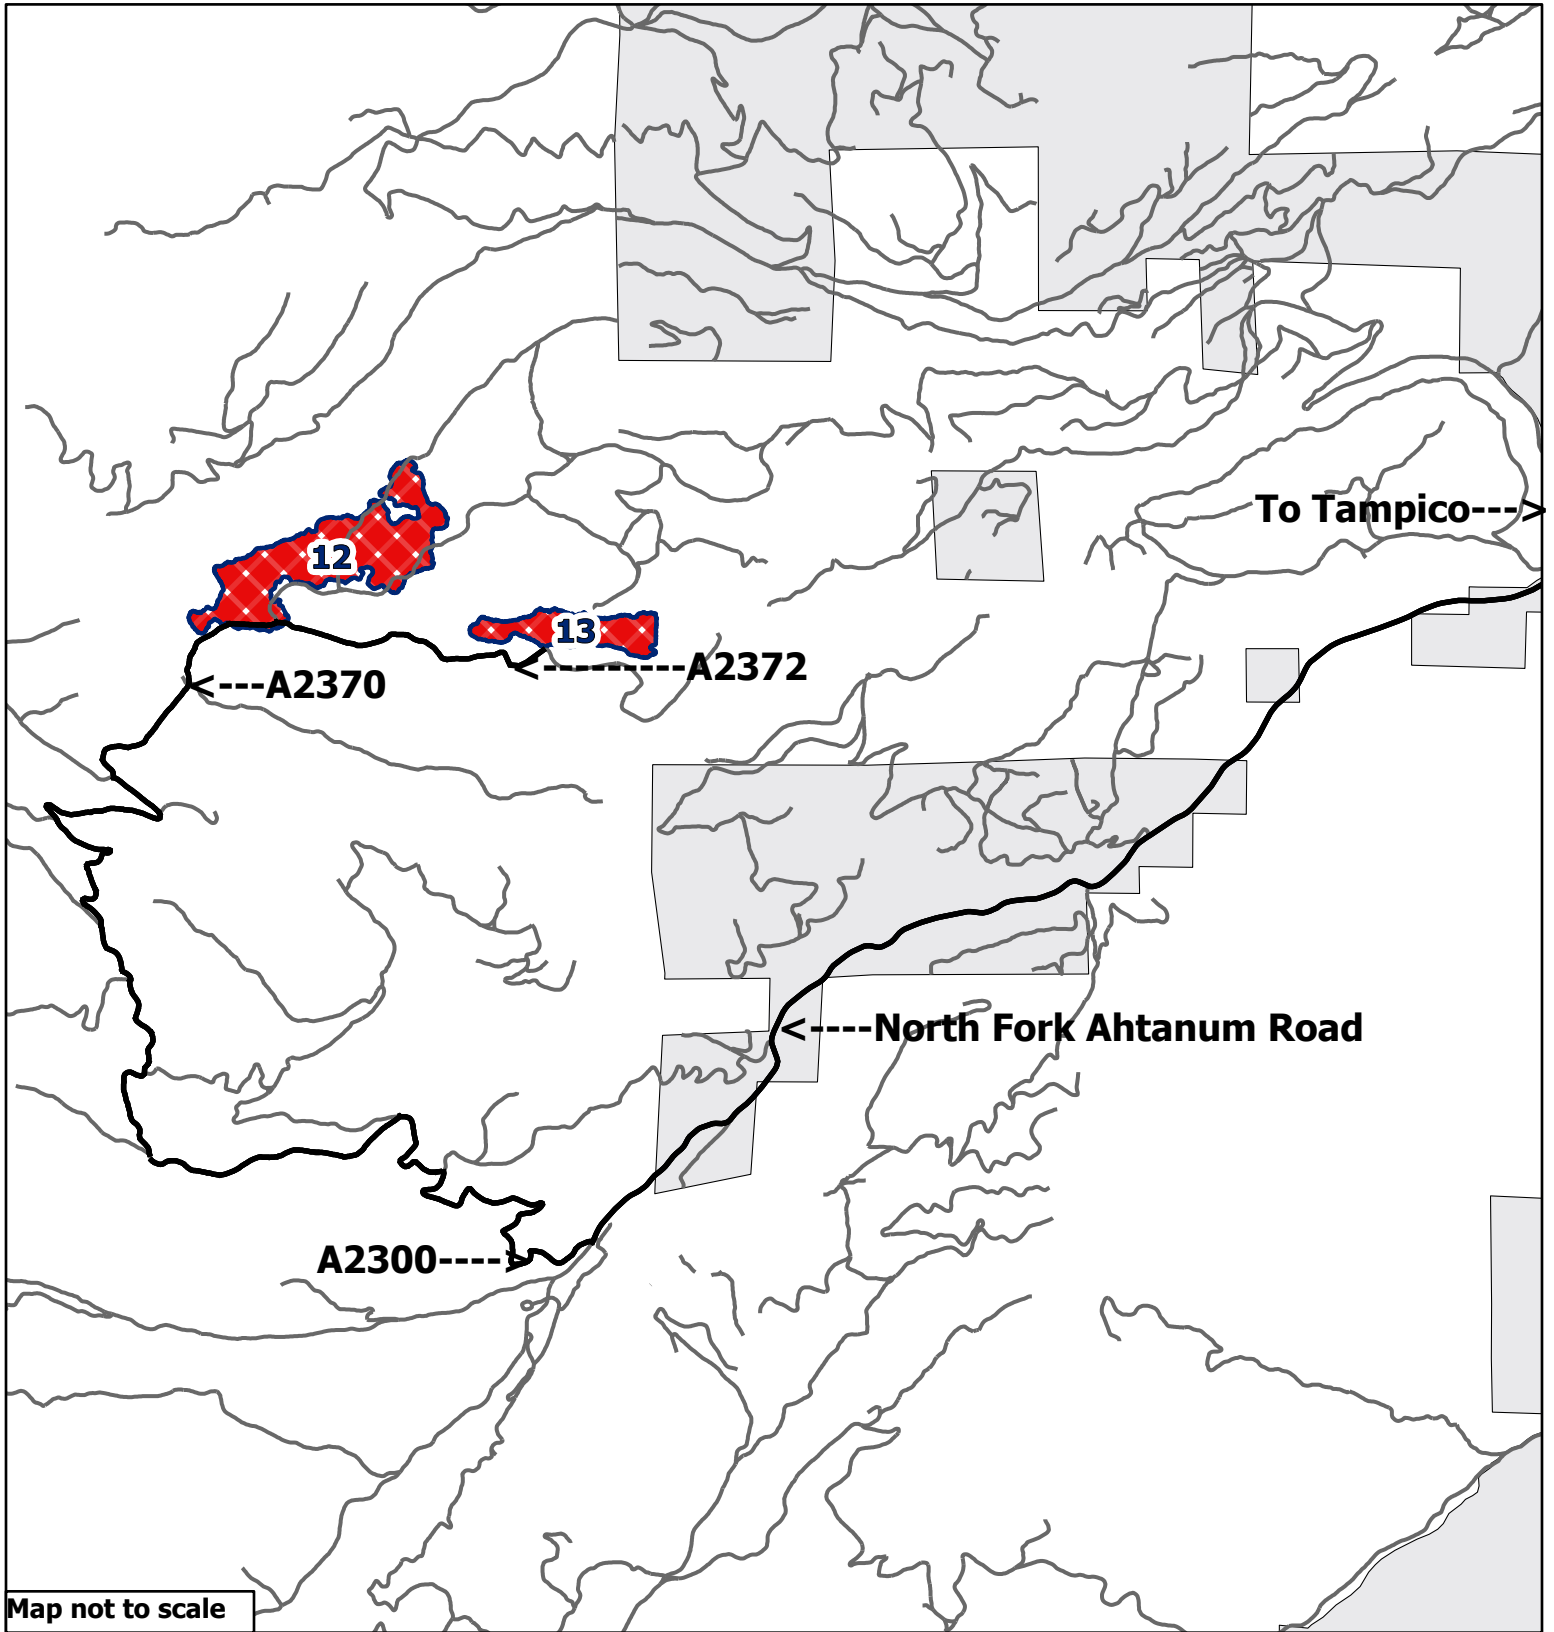 To Tampico--->
12
13
<---------A2372
<---A2370
<----North Fork Ahtanum Road
A2300---->
Map not to scale